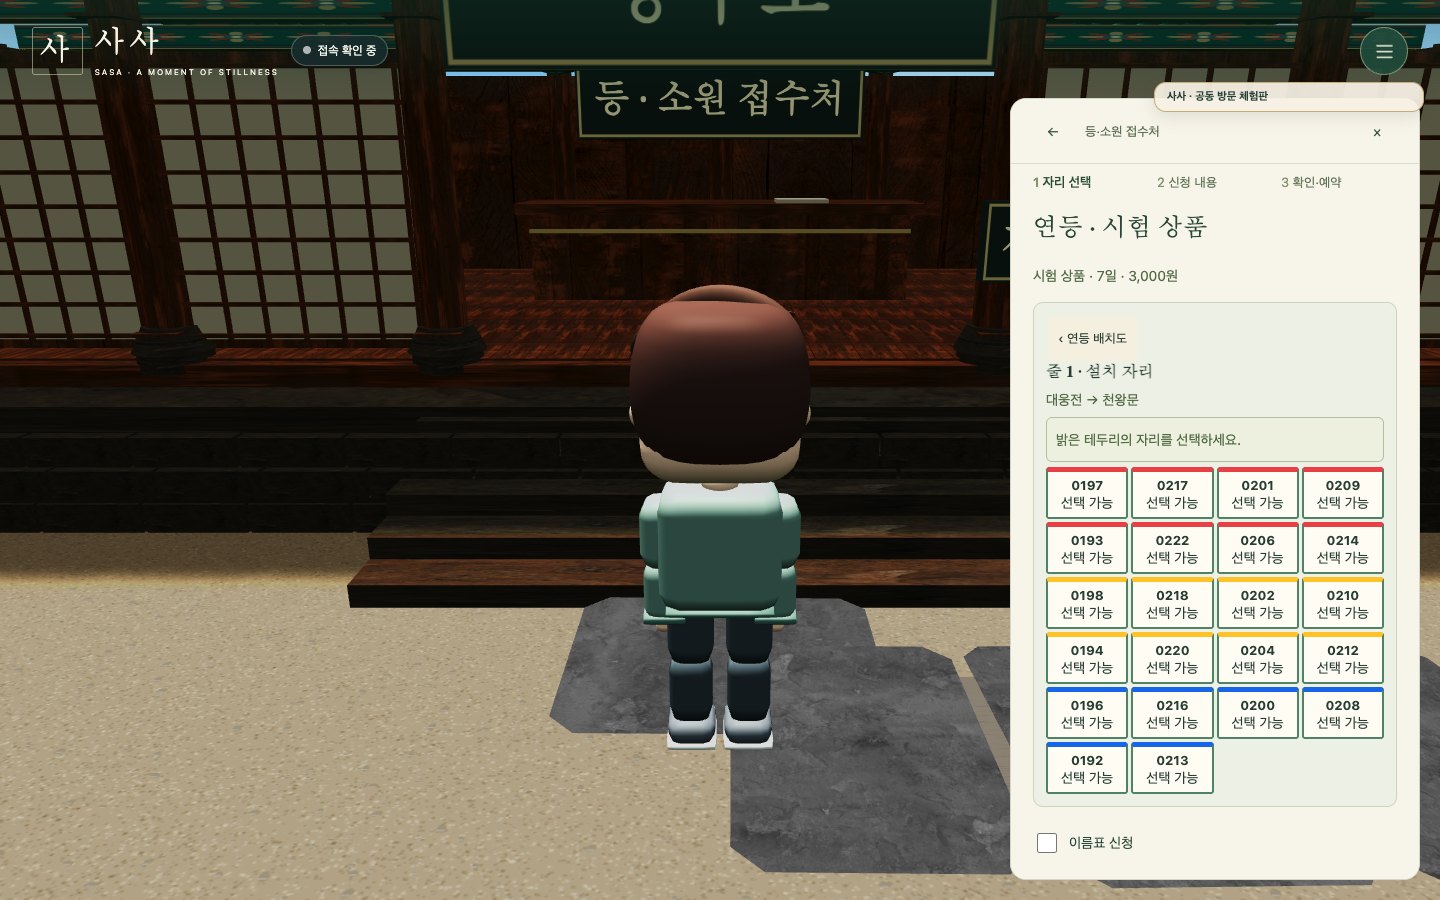 사
사사
SASA · A MOMENT OF STILLNESS
접속 확인 중
등·소원 접수처
사사 · 공동 방문 체험판
← 등·소원 접수처 ×
1 자리 선택 2 신청 내용 3 확인·예약
연등 · 시험 상품
시험 상품 · 7일 · 3,000원
‹ 연등 배치도
줄 1 · 설치 자리
대웅전 → 천왕문
밝은 테두리의 자리를 선택하세요.
0197 0217 0201 0209
선택 가능 선택 가능 선택 가능 선택 가능
0193 0222 0206 0214
선택 가능 선택 가능 선택 가능 선택 가능
0198 0218 0202 0210
선택 가능 선택 가능 선택 가능 선택 가능
0194 0220 0204 0212
선택 가능 선택 가능 선택 가능 선택 가능
0196 0216 0200 0208
선택 가능 선택 가능 선택 가능 선택 가능
0192 0213
선택 가능 선택 가능
이름표 신청